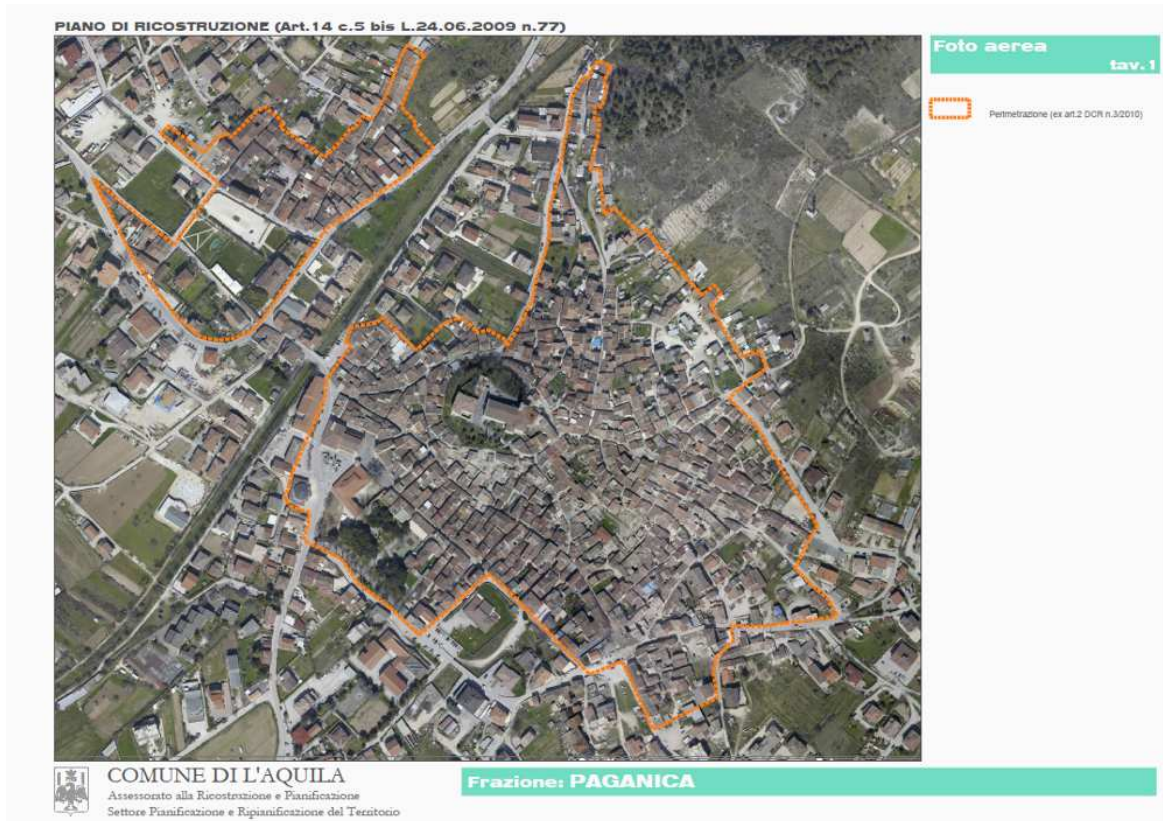 PIANO DI RICOSTRUZIONE (Art.14 c.5 bis L.24.06.2009 n.77)
Foto aerea
tav.1
Perimetrazione (ex art.2 DCR n.3/2010)
COMUNE DI L'AQUILA
Assessorato alla Ricostruzione e Pianificazione
Settore Pianificazione e Ripianificazione del Territorio
Frazione: PAGANICA